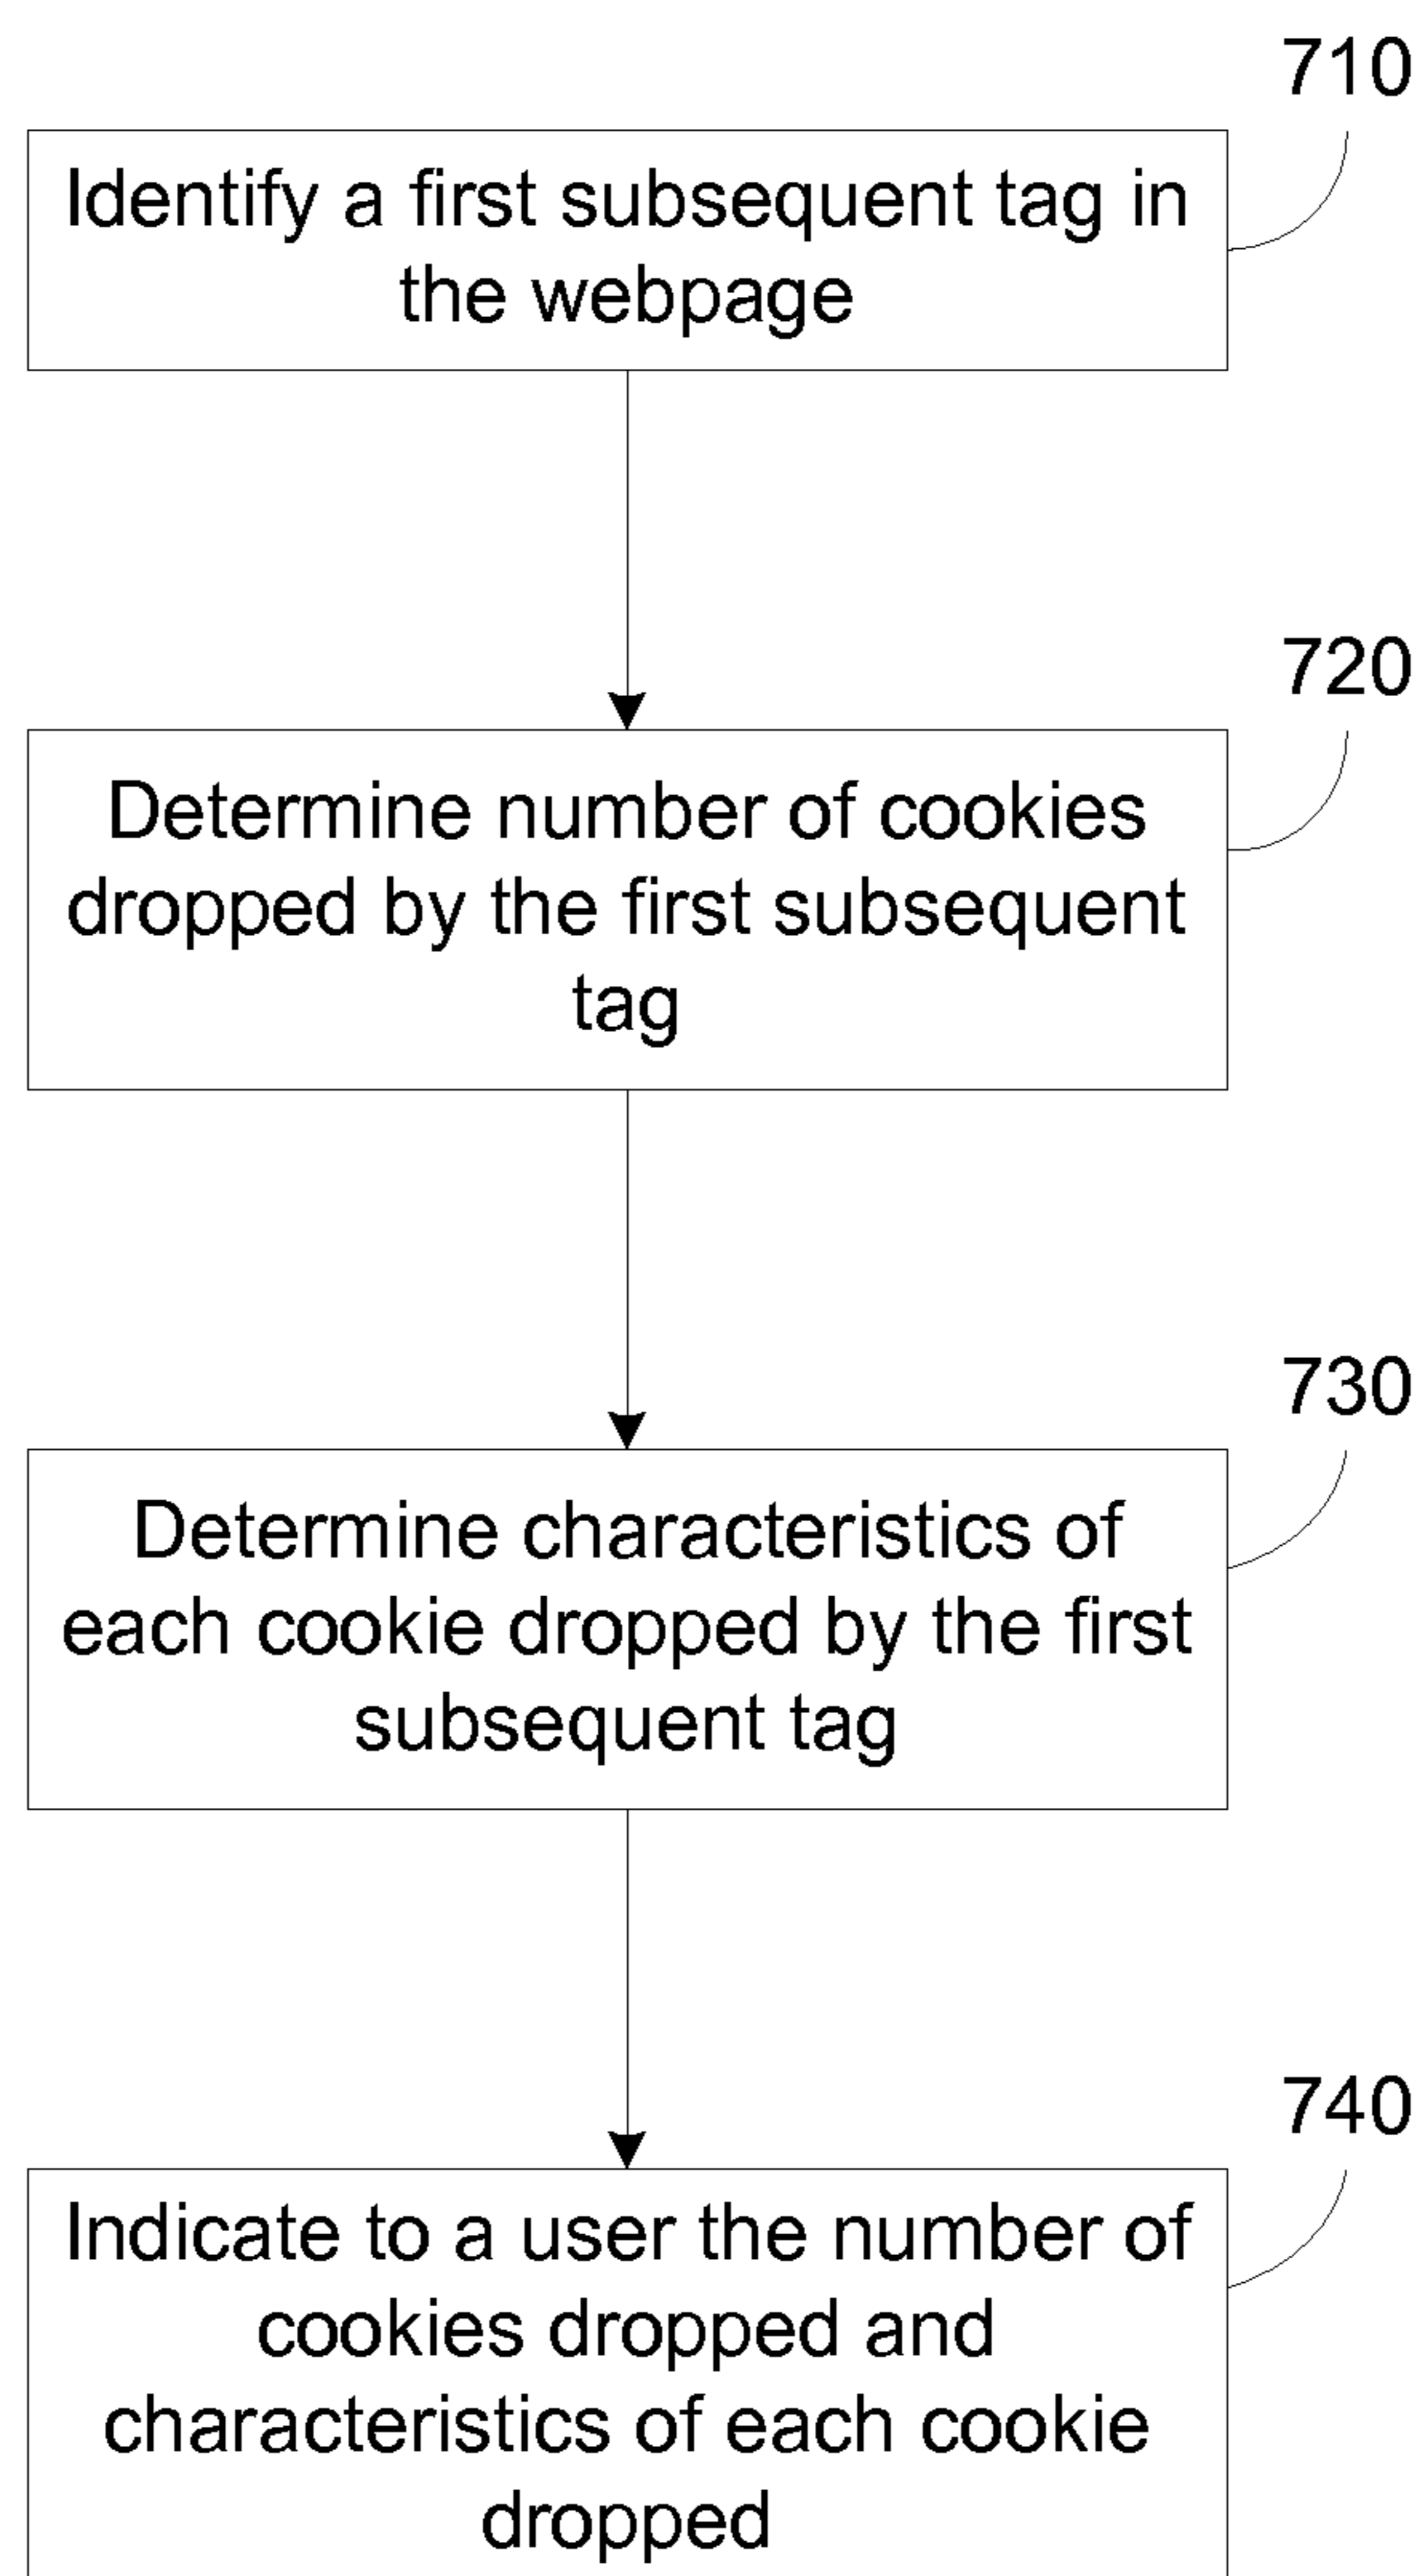 710
Identify a first subsequent tag in
the webpage
720
Determine number of cookies
dropped by the first subsequent
tag
730
Determine characteristics of
each cookie dropped by the first
subsequent tag
740
Indicate to a user the number of
cookies dropped and
characteristics of each cookie
dropped